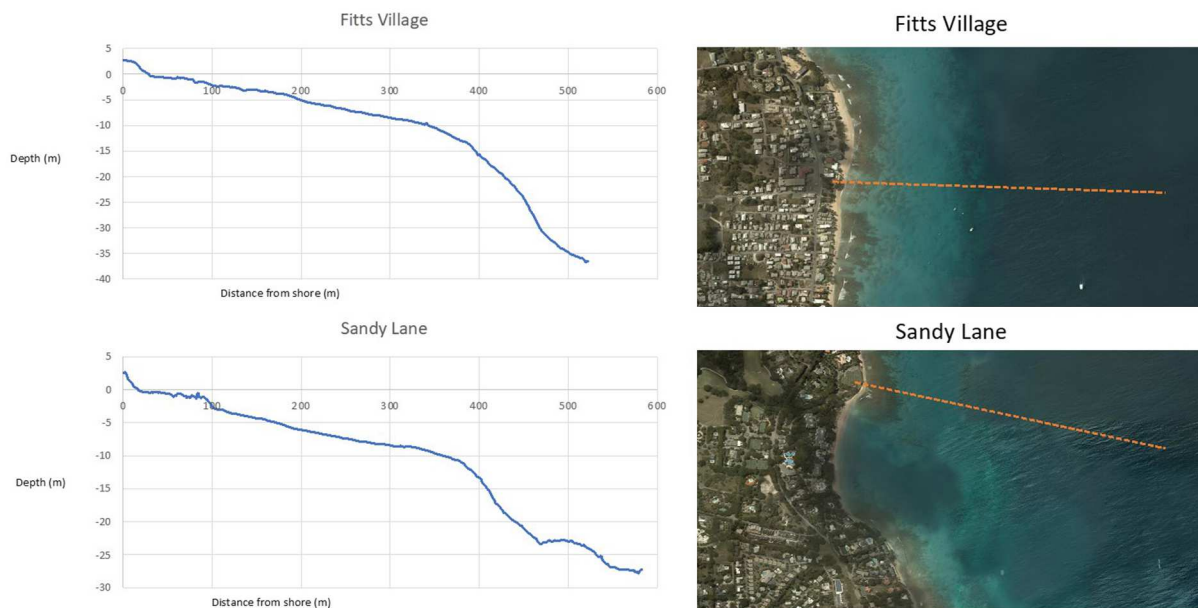 Fitts Village
5
0
-5
-10
-15
-20
-25
-30
-35
-40
0 100 200 300 400 500 600
Depth (m)
Distance from shore (m)
Fitts Village
Sandy Lane
5
0
-5
-10
-15
-20
-25
-30
0 100 200 300 400 500 600
Depth (m)
Distance from shore (m)
Sandy Lane